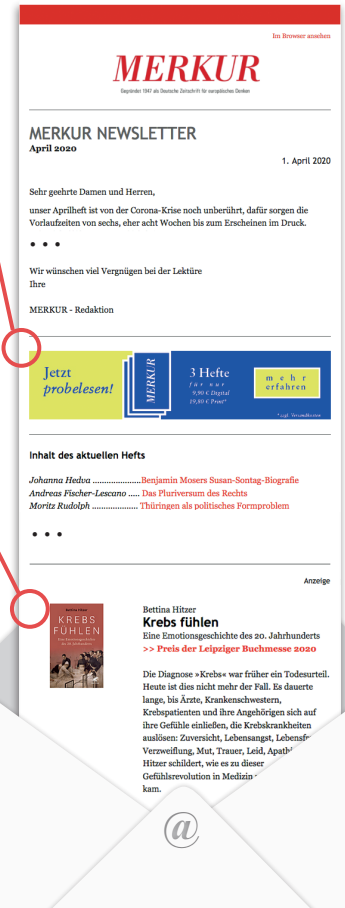 Im Browser ansehen
MERKUR
Gegründet 1947 als Deutsche Zeitschrift für europäisches Denken
MERKUR NEWSLETTER
April 2020
1. April 2020
Sehr geehrte Damen und Herren,
unser Aprilheft ist von der Corona-Krise noch unberührt, dafür sorgen die
Vorlaufzeiten von sechs, eher acht Wochen bis zum Erscheinen im Druck.
• • •
Wir wünschen viel Vergnügen bei der Lektüre
Ihre
MERKUR - Redaktion
Jetzt
probelesen!
MERKUR
3 Hefte
für nur
9,90 € Digital
19,80 € Print*
mehr
erfahren
*zzgl. Versandkosten
Inhalt des aktuellen Hefts
Johanna Hedva .....................Benjamin Mosers Susan-Sontag-Biografie
Andreas Fischer-Lescano ..... Das Pluriversum des Rechts
Moritz Rudolph ................... Thüringen als politisches Formproblem
• • •
Anzeige
Bettina Hitzer
KREBS
FÜHLEN
Eine Emotionsgeschichte
des 20. Jahrhunderts
Bettina Hitzer
Krebs fühlen
Eine Emotionsgeschichte des 20. Jahrhunderts
>> Preis der Leipziger Buchmesse 2020
Die Diagnose »Krebs« war früher ein Todesurteil.
Heute ist dies nicht mehr der Fall. Es dauerte
lange, bis Ärzte, Krankenschwestern,
Krebspatienten und ihre Angehörigen sich auf
ihre Gefühle einließen, die Krebskrankheiten
auslösen: Zuversicht, Lebensangst,
Verzweiflung, Mut, Trauer, Leid,
Hitzer schildert, wie es zu dieser
Gefühlsrevolution in Medizin
kam.
@